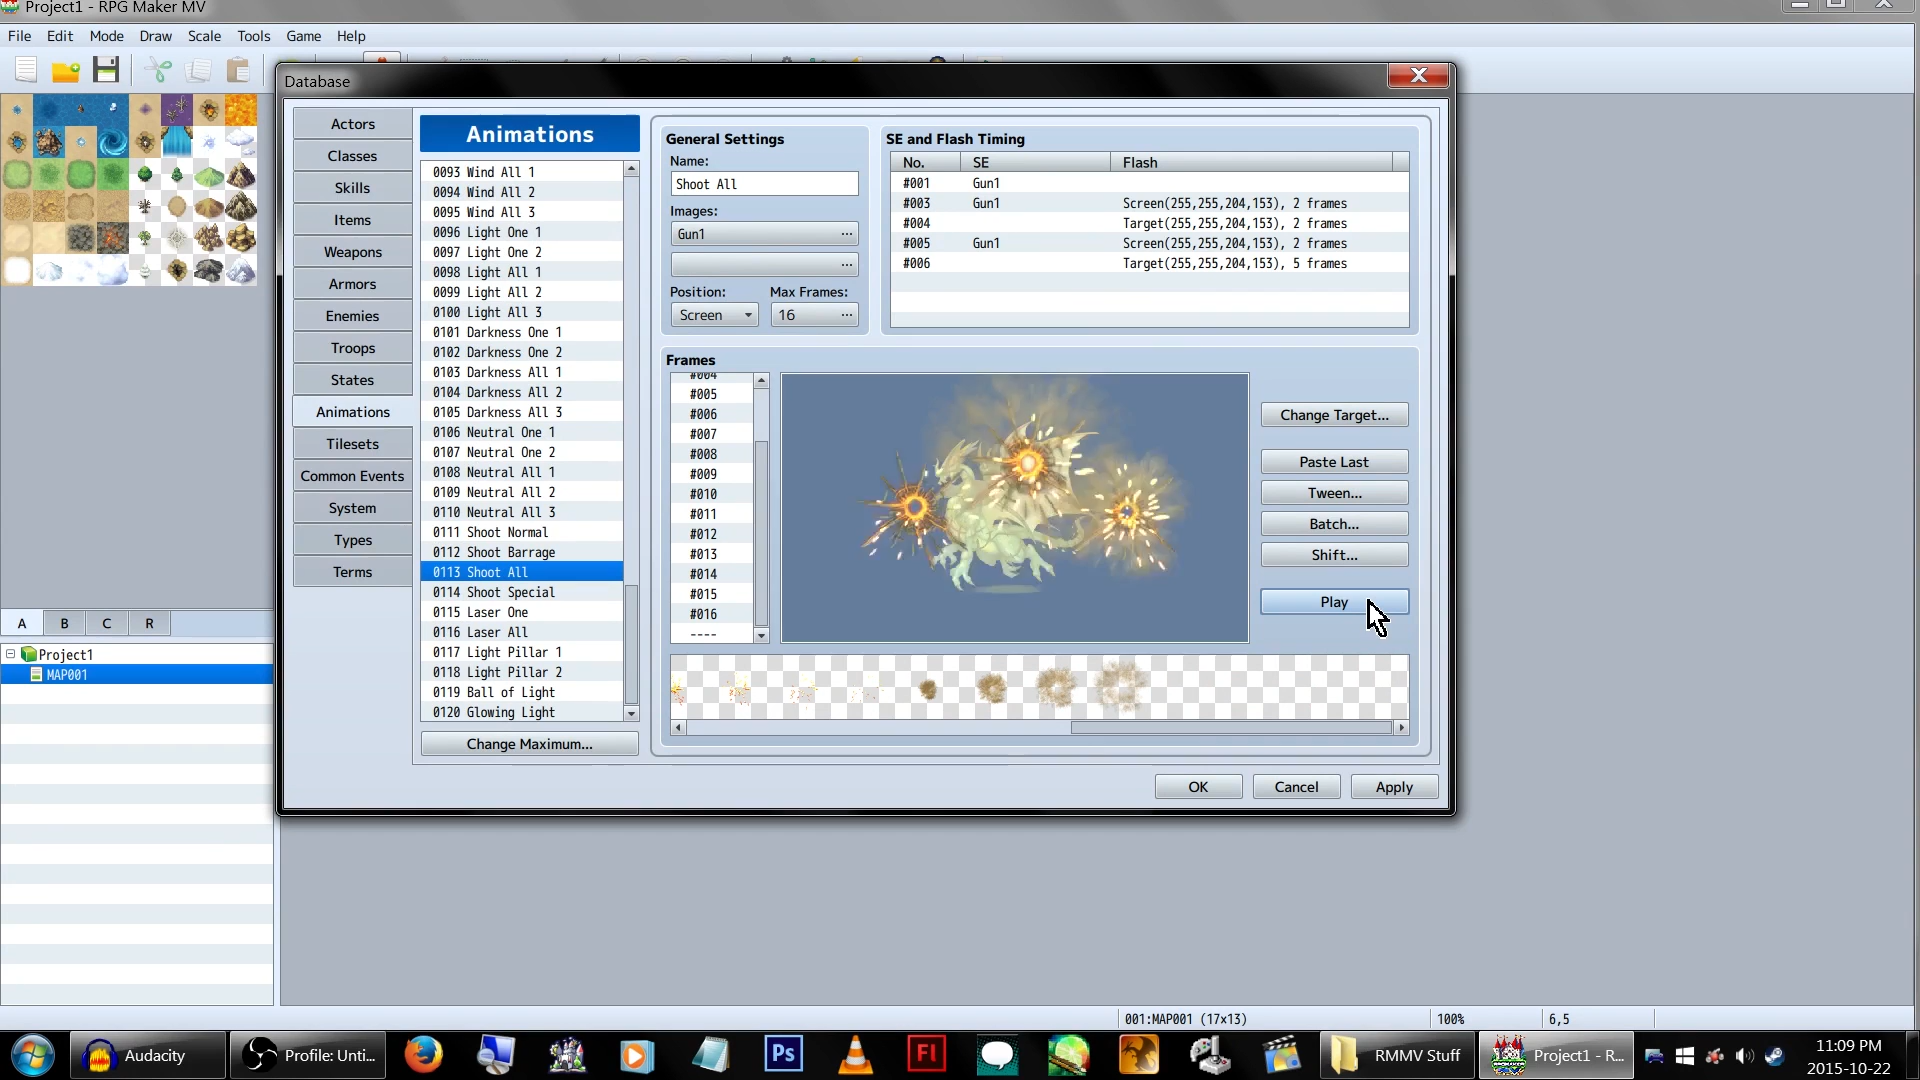 Project1 - RPG Maker MV
File Edit Mode Draw Scale Tools Game Help
Database
Actors
Classes
Skills
Items
Weapons
Armors
Enemies
Troops
States
Animations
Tilesets
Common Events
System
Types
Terms
Animations
0093 Wind All 1
0094 Wind All 2
0095 Wind All 3
0096 Light One 1
0097 Light One 2
0098 Light All 1
0099 Light All 2
0100 Light All 3
0101 Darkness One 1
0102 Darkness One 2
0103 Darkness All 1
0104 Darkness All 2
0105 Darkness All 3
0106 Neutral One 1
0107 Neutral One 2
0108 Neutral All 1
0109 Neutral All 2
0110 Neutral All 3
0111 Shoot Normal
0112 Shoot Barrage
0113 Shoot All
0114 Shoot Special
0115 Laser One
0116 Laser All
0117 Light Pillar 1
0118 Light Pillar 2
0119 Ball of Light
0120 Glowing Light
Change Maximum...
General Settings
Name:
Shoot All
Images:
Gun1 ...
...
Position: Max Frames:
Screen 16 ...
SE and Flash Timing
No. SE Flash
#001 Gun1
#003 Gun1 Screen(255,255,204,153), 2 frames
#004 Target(255,255,204,153), 2 frames
#005 Gun1 Screen(255,255,204,153), 2 frames
#006 Target(255,255,204,153), 5 frames
Frames
#004
#005
#006
#007
#008
#009
#010
#011
#012
#013
#014
#015
#016
----
Change Target...
Paste Last
Tween...
Batch...
Shift...
Play
OK Cancel Apply
A B C R
Project1
MAP001
001:MAP001 (17x13) 100% 6,5
Audacity
Profile: Unti...
Ps
Fl
RMMV Stuff
Project1 - R...
11:09 PM
2015-10-22